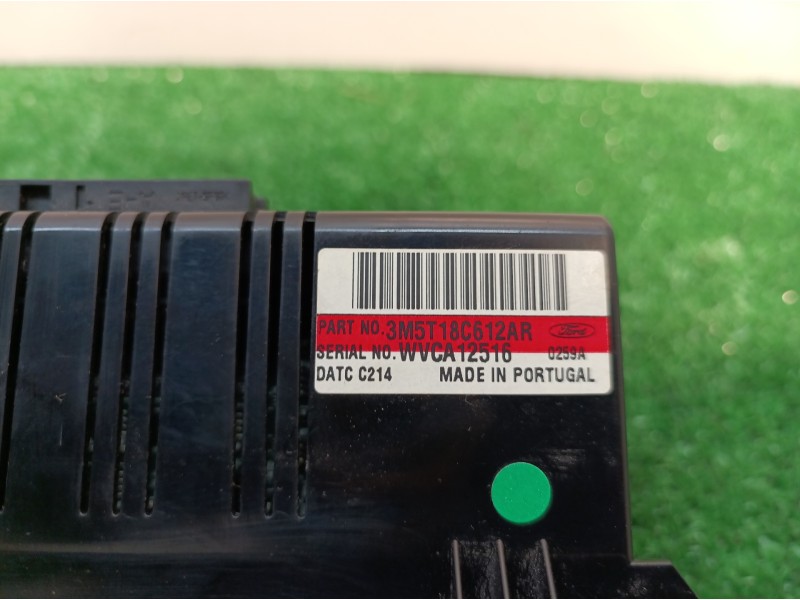 PART NO. 3M5T18C612AR Ford
SERIAL NO. WVCA12516 0259A
DATC C214 MADE IN PORTUGAL